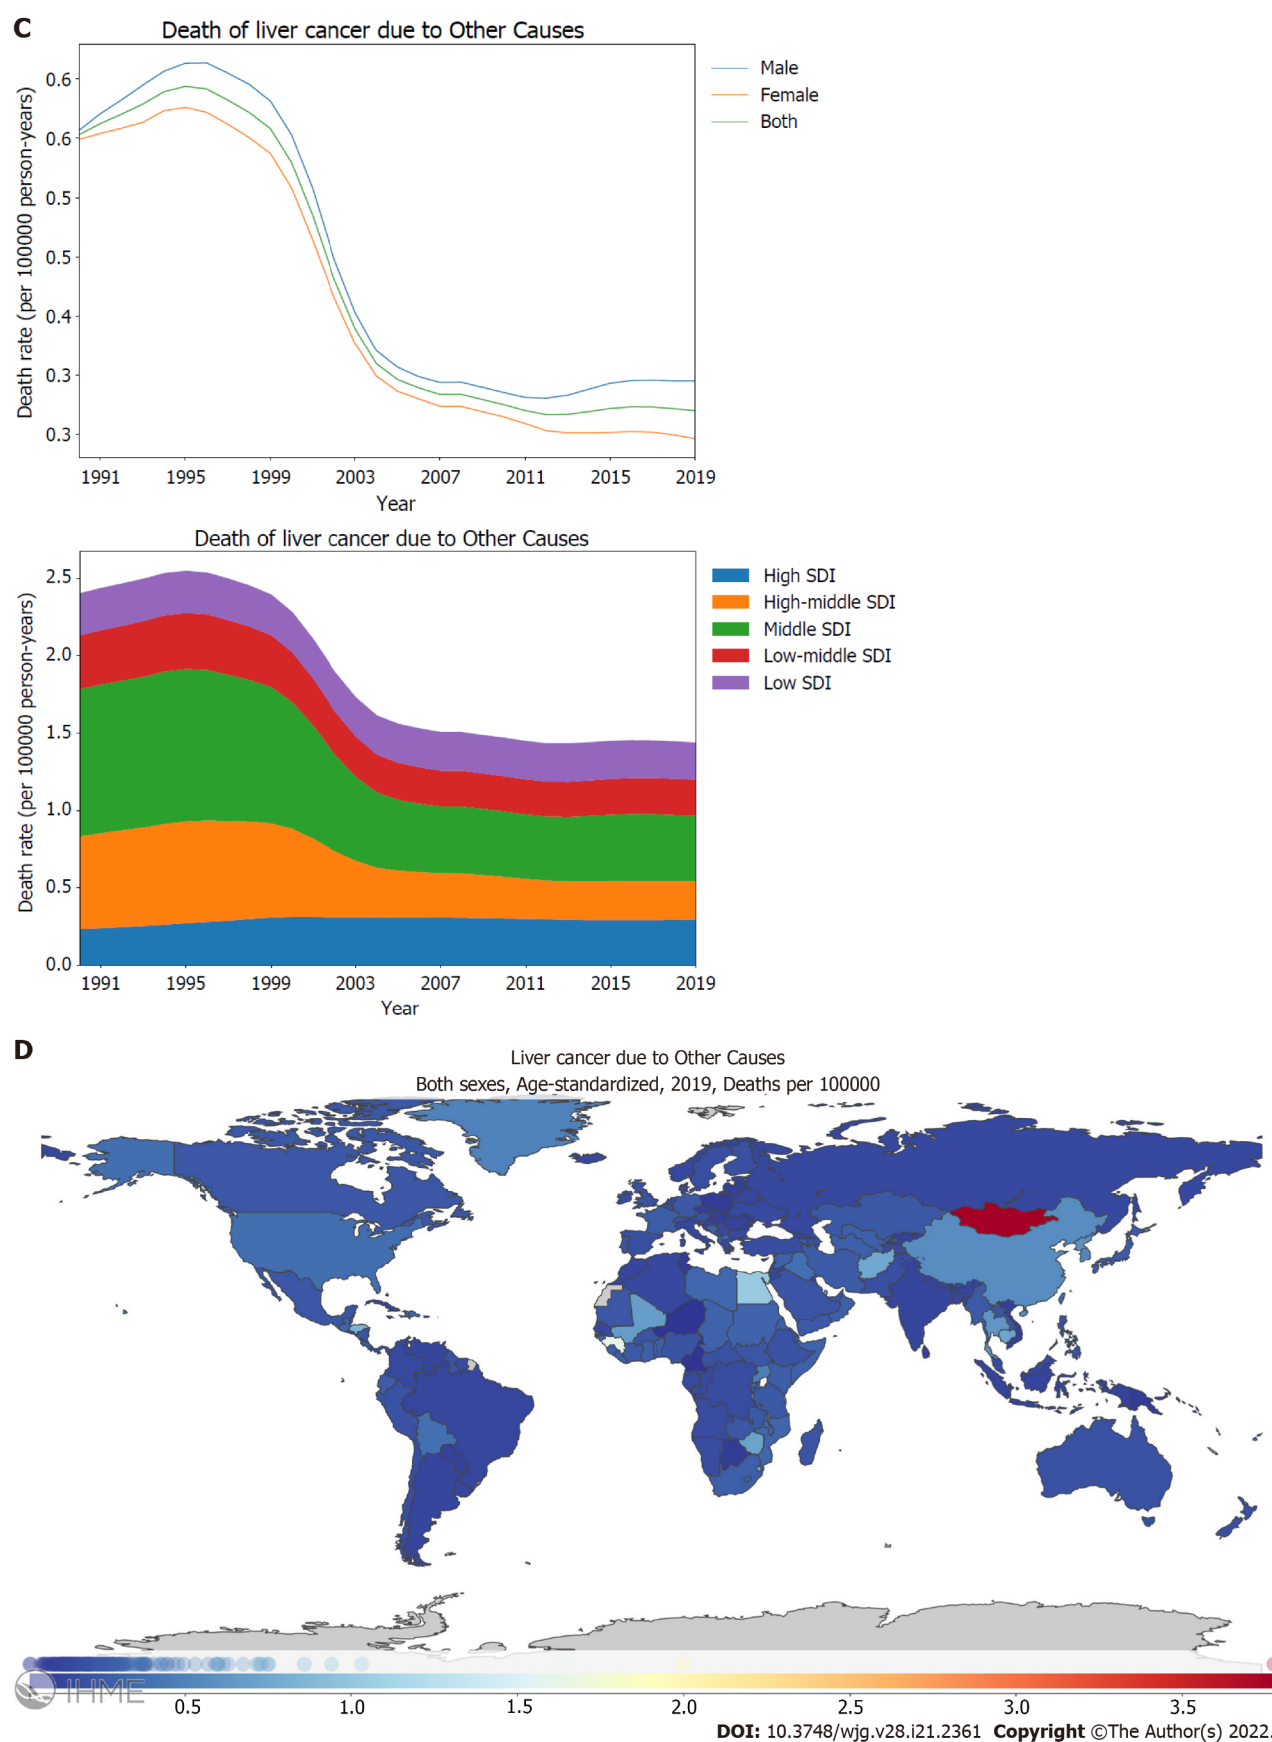 C
Death of liver cancer due to Other Causes
Death rate (per 100000 person-years)
0.6
0.6
0.5
0.5
0.4
0.3
0.3
1991 1995 1999 2003 2007 2011 2015 2019
Year
Male
Female
Both
Death of liver cancer due to Other Causes
Death rate (per 100000 person-years)
2.5
2.0
1.5
1.0
0.5
0.0
1991 1995 1999 2003 2007 2011 2015 2019
Year
High SDI
High-middle SDI
Middle SDI
Low-middle SDI
Low SDI
D
Liver cancer due to Other Causes
Both sexes, Age-standardized, 2019, Deaths per 100000
IHME
0.5 1.0 1.5 2.0 2.5 3.0 3.5
DOI: 10.3748/wjg.v28.i21.2361 Copyright ©The Author(s) 2022.